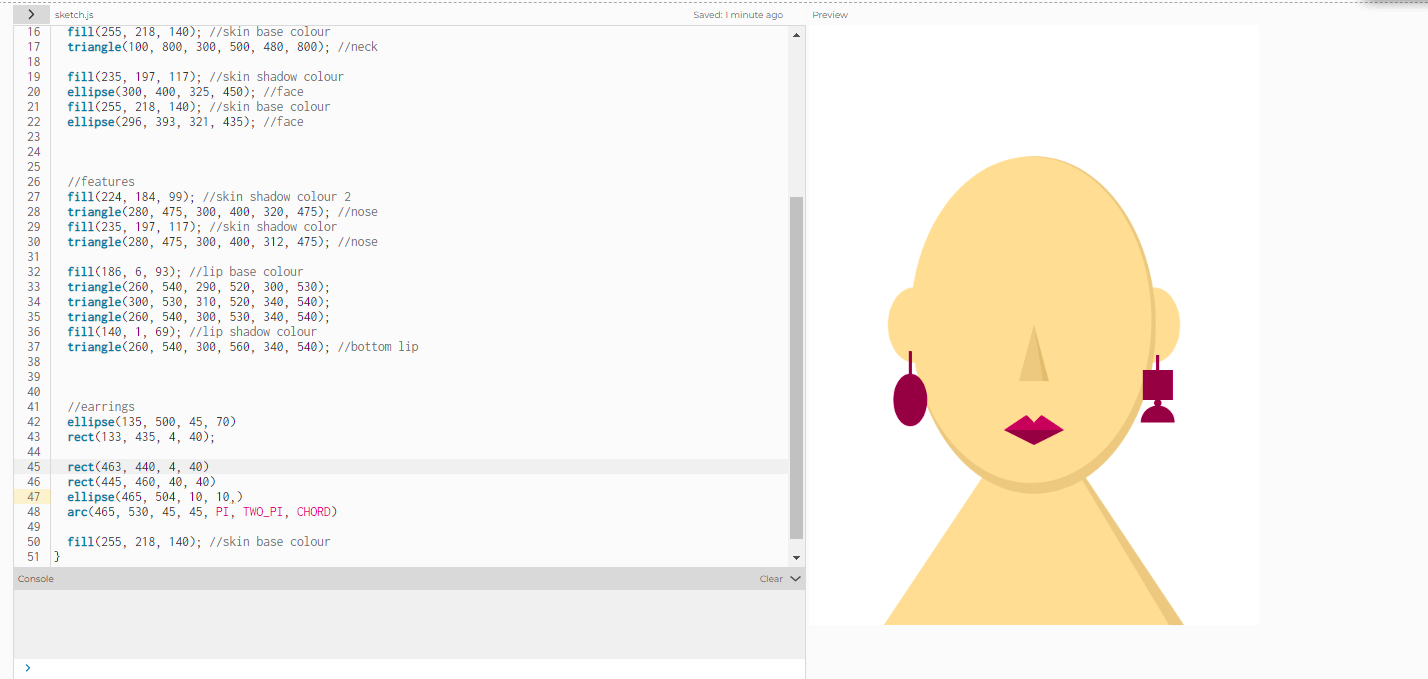 sketch.js Saved: 1 minute ago Preview
16 fill(255, 218, 140); //skin base colour
17 triangle(100, 800, 300, 500, 480, 800); //neck
18
19 fill(235, 197, 117); //skin shadow colour
20 ellipse(300, 400, 325, 450); //face
21 fill(255, 218, 140); //skin base colour
22 ellipse(296, 393, 321, 435); //face
23
24
25
26 //features
27 fill(224, 184, 99); //skin shadow colour 2
28 triangle(280, 475, 300, 400, 320, 475); //nose
29 fill(235, 197, 117); //skin shadow color
30 triangle(280, 475, 300, 400, 312, 475); //nose
31
32 fill(186, 6, 93); //lip base colour
33 triangle(260, 540, 290, 520, 300, 530);
34 triangle(300, 530, 310, 520, 340, 540);
35 triangle(260, 540, 300, 530, 340, 540);
36 fill(140, 1, 69); //lip shadow colour
37 triangle(260, 540, 300, 560, 340, 540); //bottom lip
38
39
40
41 //earrings
42 ellipse(135, 500, 45, 70)
43 rect(133, 435, 4, 40);
44
45 rect(463, 440, 4, 40)
46 rect(445, 460, 40, 40)
47 ellipse(465, 504, 10, 10,)
48 arc(465, 530, 45, 45, PI, TWO_PI, CHORD)
49
50 fill(255, 218, 140); //skin base colour
51 }
Console Clear